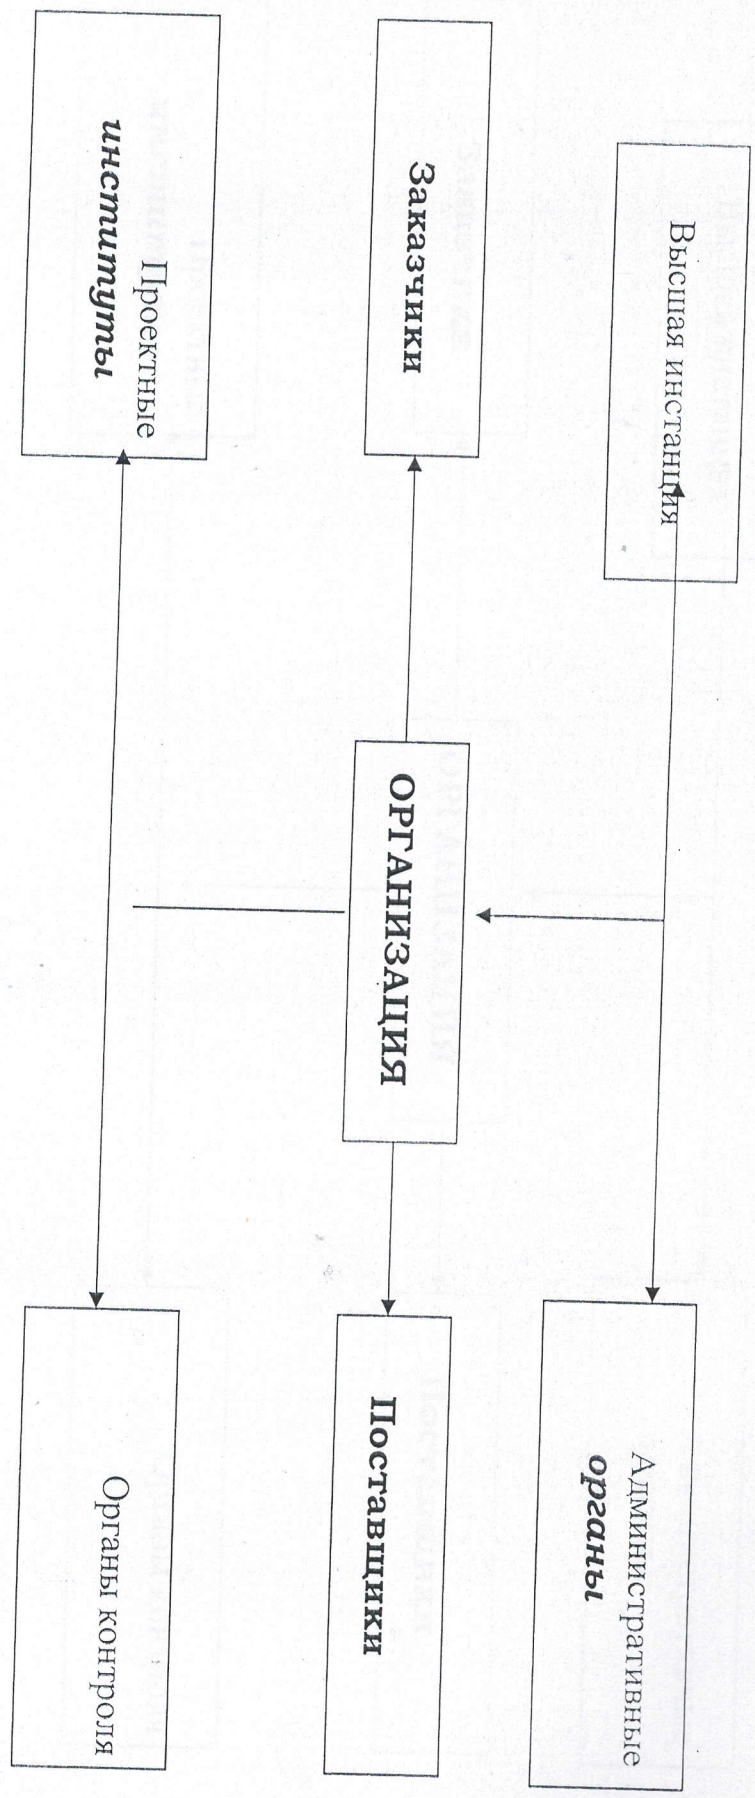 Высшая инстанция
Административные
органы
Заказчики
ОРГАНИЗАЦИЯ
Поставщики
Проектные
институты
Органы контроля